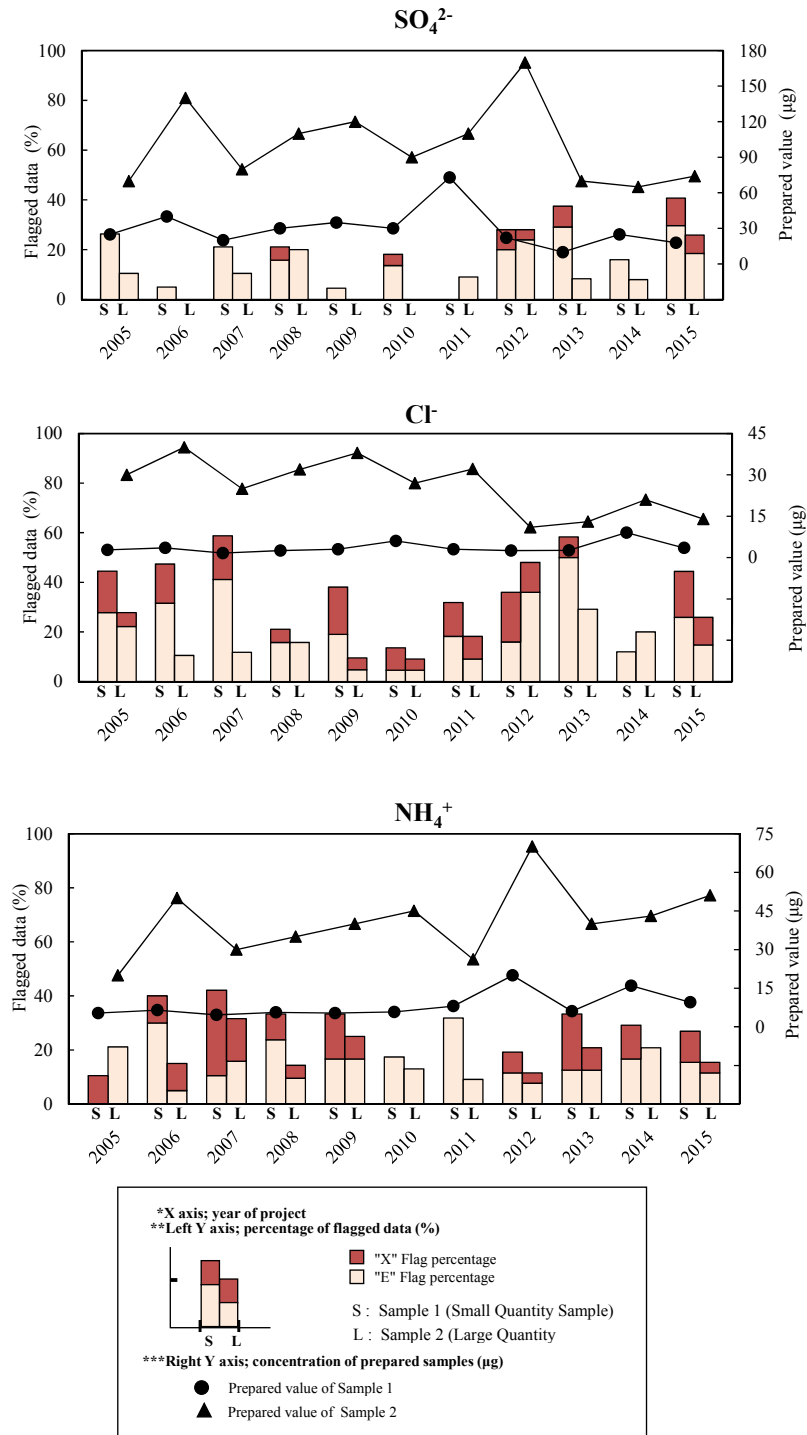 SO₄²⁻
100
80
60
40
20
0
Flagged data (%)
180
150
120
90
60
30
0
Prepared value (µg)
S L S L S L S L S L S L S L S L S L S L S L
2005 2006 2007 2008 2009 2010 2011 2012 2013 2014 2015
Cl⁻
100
80
60
40
20
0
Flagged data (%)
45
30
15
0
Prepared value (µg)
S L S L S L S L S L S L S L S L S L S L S L
2005 2006 2007 2008 2009 2010 2011 2012 2013 2014 2015
NH₄⁺
100
80
60
40
20
0
Flagged data (%)
75
60
45
30
15
0
Prepared value (µg)
S L S L S L S L S L S L S L S L S L S L S L
2005 2006 2007 2008 2009 2010 2011 2012 2013 2014 2015
*X axis; year of project
**Left Y axis; percentage of flagged data (%)
"X" Flag percentage
"E" Flag percentage
S : Sample 1 (Small Quantity Sample)
L : Sample 2 (Large Quantity
S L
***Right Y axis; concentration of prepared samples (µg)
Prepared value of Sample 1
Prepared value of Sample 2